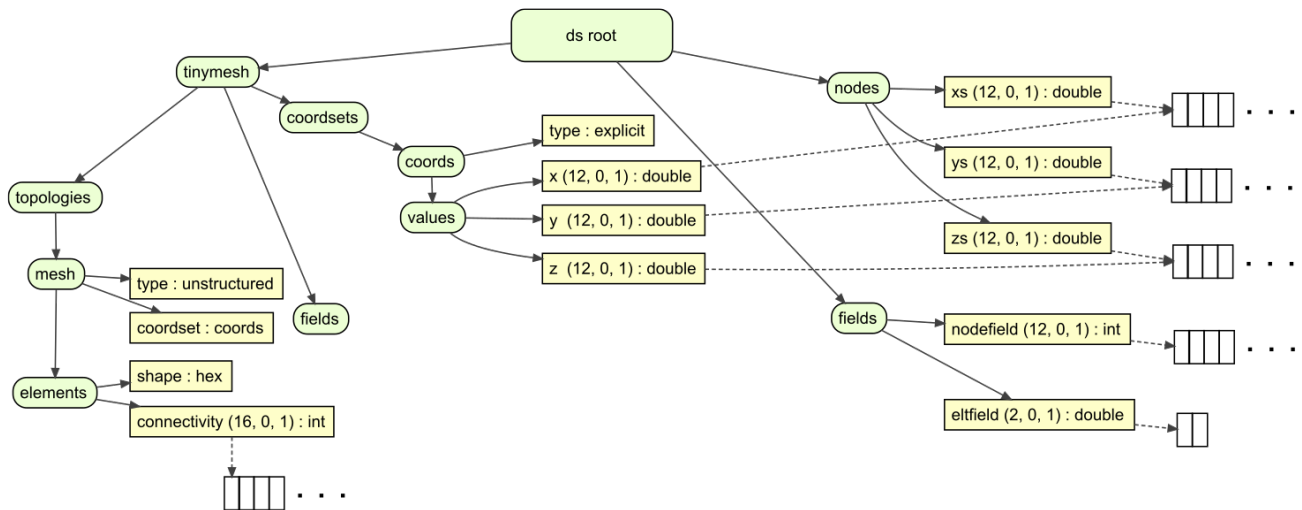 ds root
tinymesh
nodes
xs (12, 0, 1) : double
coordsets
type : explicit
coords
ys (12, 0, 1) : double
x (12, 0, 1) : double
topologies
values
y  (12, 0, 1) : double
zs (12, 0, 1) : double
z  (12, 0, 1) : double
mesh
type : unstructured
coordset : coords
fields
fields
nodefield (12, 0, 1) : int
shape : hex
elements
connectivity (16, 0, 1) : int
eltfield (2, 0, 1) : double